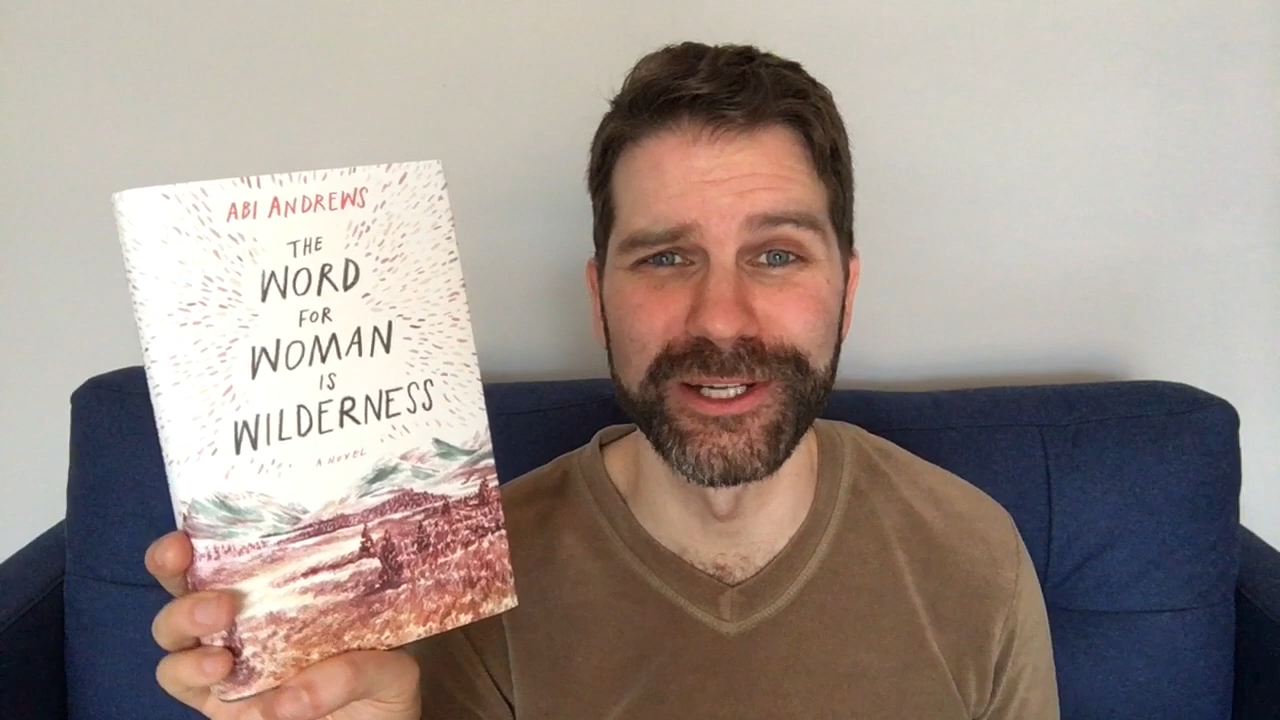 ABI ANDREWS
THE
WORD
FOR
WOMAN
IS
WILDERNESS
A NOVEL